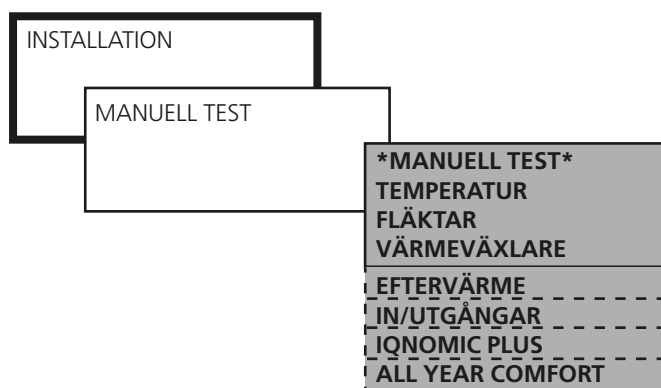 INSTALLATION
MANUELL TEST
*MANUELL TEST*
TEMPERATUR
FLÄKTAR
VÄRMEVÄXLARE
EFTERVÄRME
IN/UTGÅNGAR
IQNOMIC PLUS
ALL YEAR COMFORT